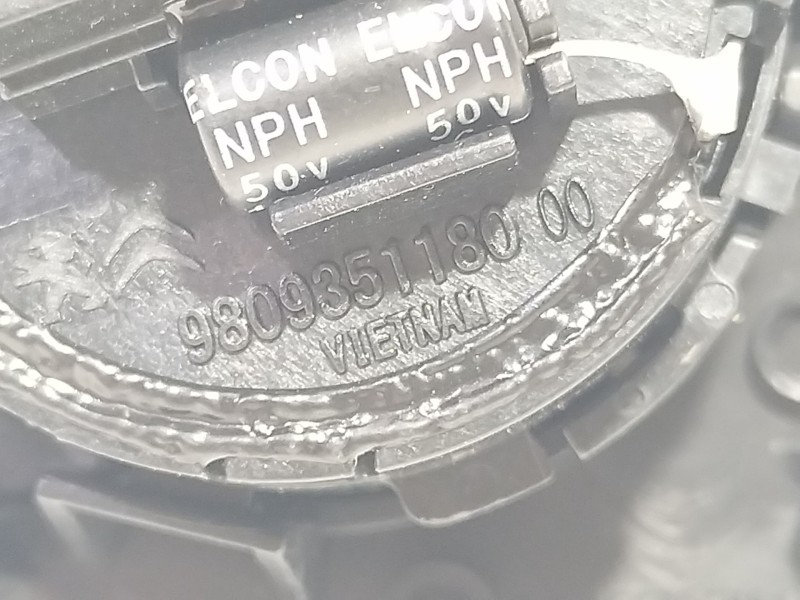 ELCON ELCON
NPH NPH
50v 50v
9809351180 00
VIETNAM